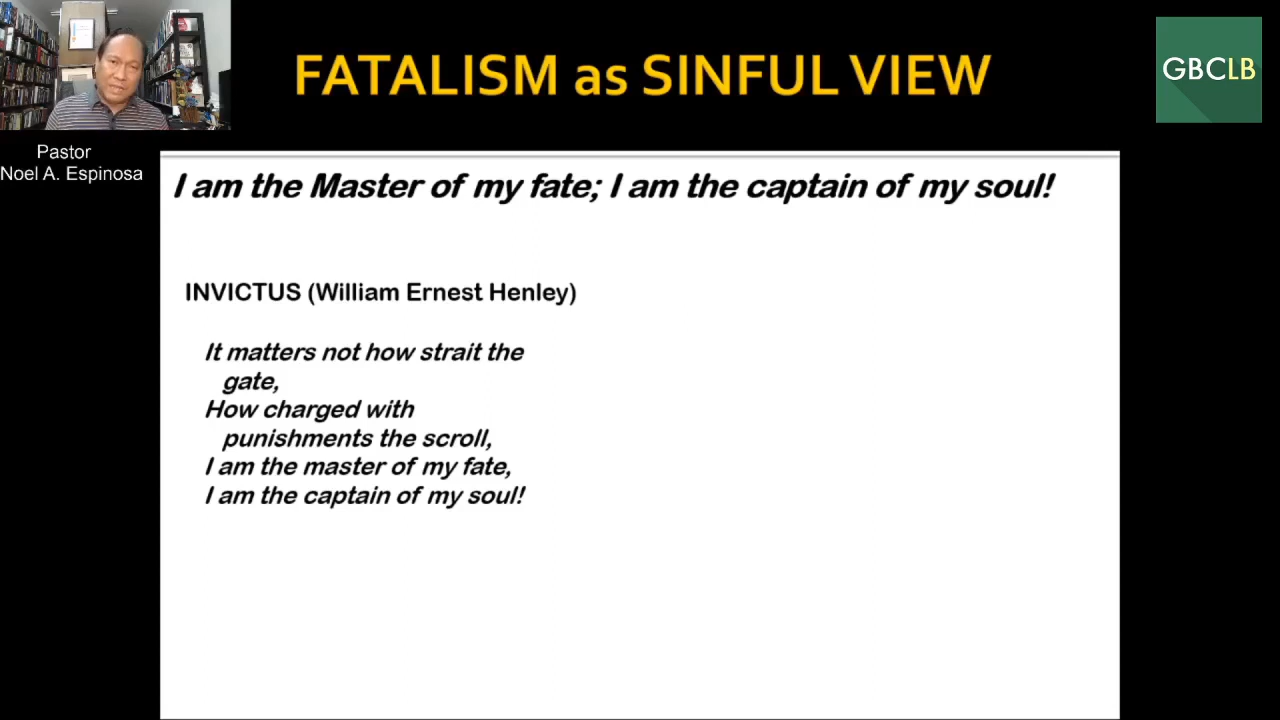 FATALISM as SINFUL VIEW
GBCLB
Pastor
Noel A. Espinosa
I am the Master of my fate; I am the captain of my soul!
INVICTUS (William Ernest Henley)
It matters not how strait the
gate,
How charged with
punishments the scroll,
I am the master of my fate,
I am the captain of my soul!